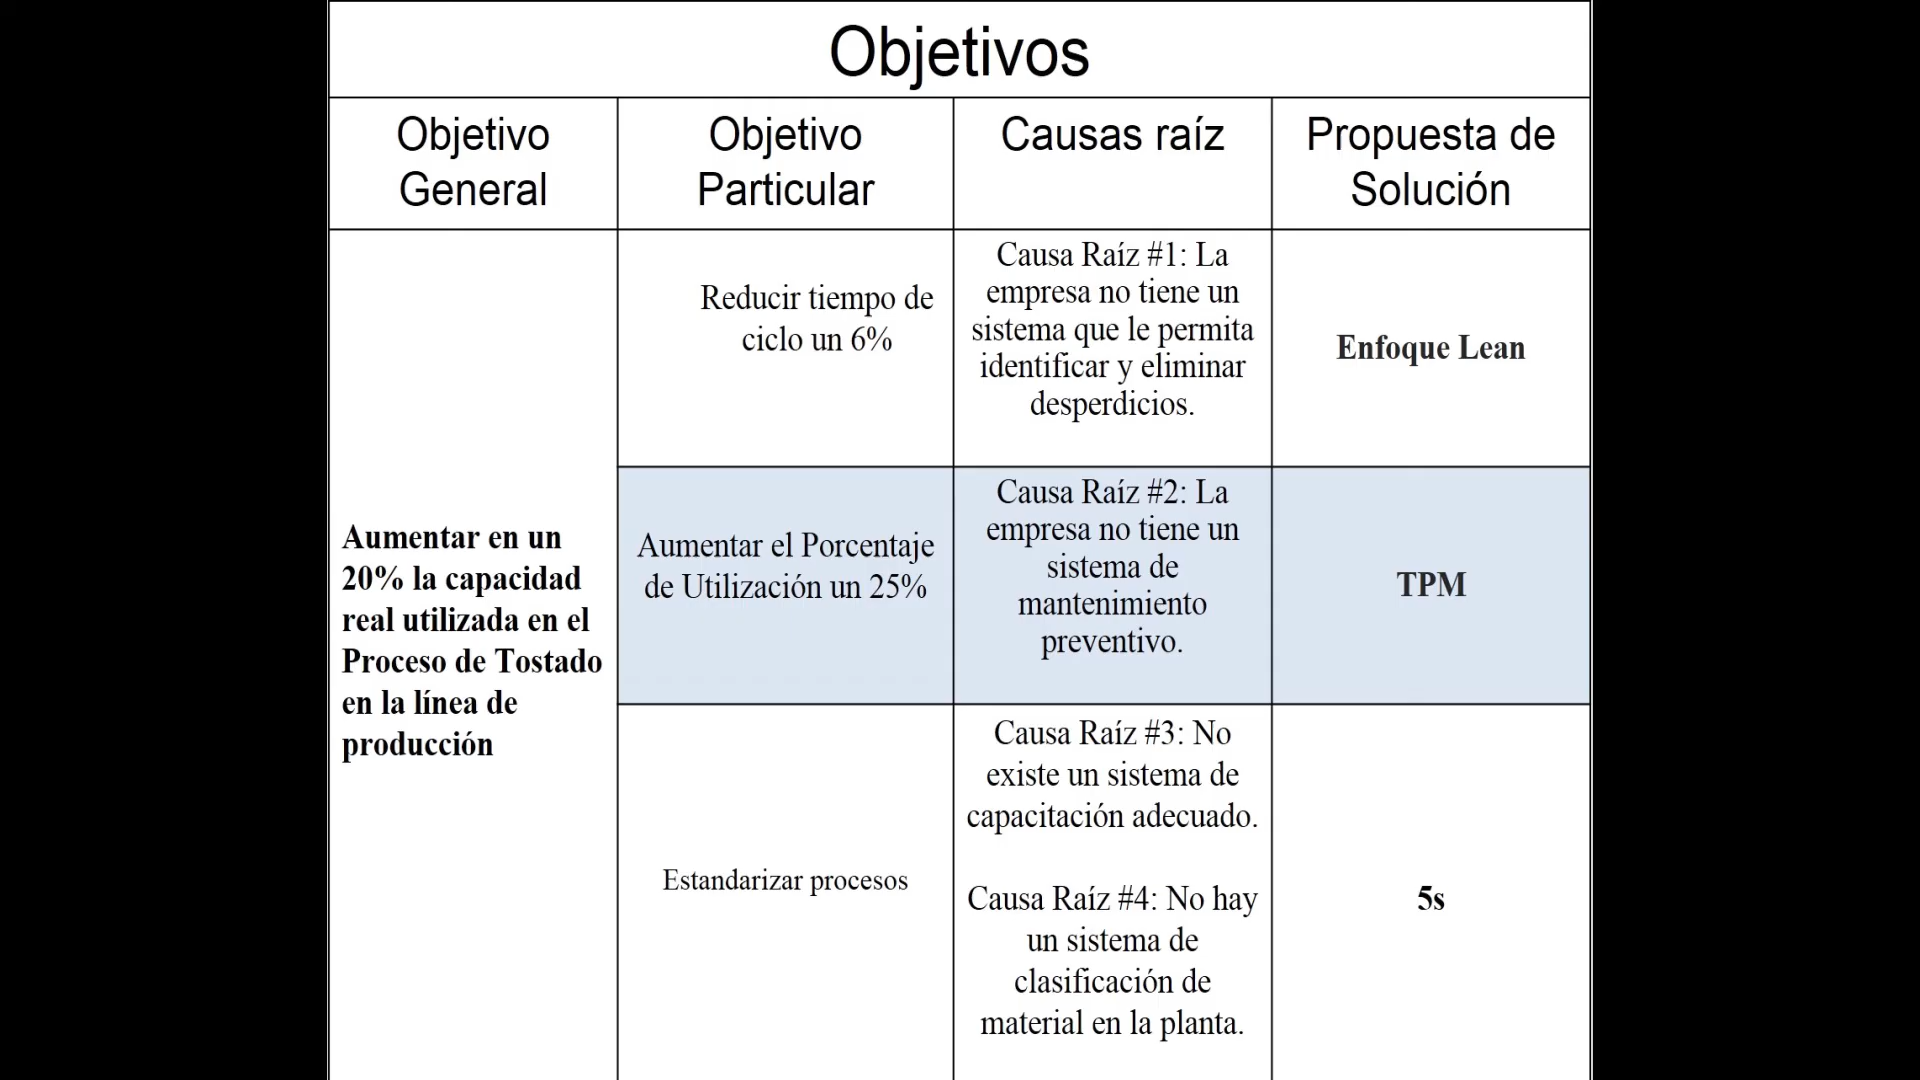 Objetivos
Objetivo
General
Objetivo
Particular
Causas raíz
Propuesta de
Solución
Aumentar en un
20% la capacidad
real utilizada en el
Proceso de Tostado
en la línea de
producción
Reducir tiempo de
ciclo un 6%
Causa Raíz #1: La
empresa no tiene un
sistema que le permita
identificar y eliminar
desperdicios.
Enfoque Lean
Aumentar el Porcentaje
de Utilización un 25%
Causa Raíz #2: La
empresa no tiene un
sistema de
mantenimiento
preventivo.
TPM
Estandarizar procesos
Causa Raíz #3: No
existe un sistema de
capacitación adecuado.
Causa Raíz #4: No hay
un sistema de
clasificación de
material en la planta.
5s